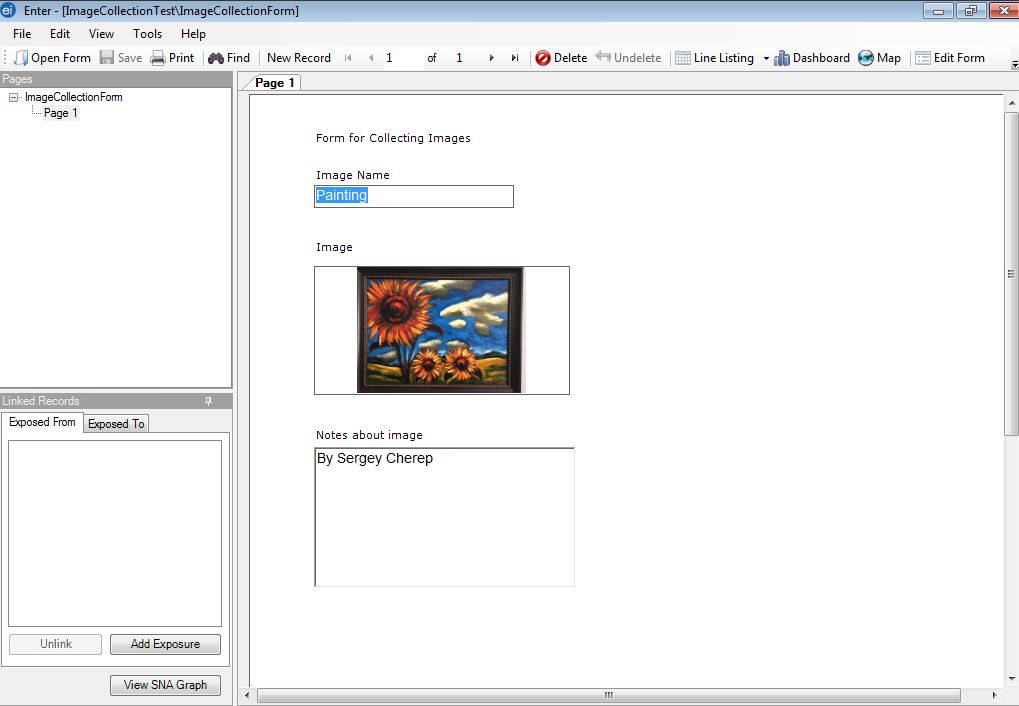 ei Enter - [ImageCollectionTest\ImageCollectionForm]
File Edit View Tools Help
Open Form Save Print Find New Record 1 of 1 Delete Undelete Line Listing Dashboard Map Edit Form
Pages
ImageCollectionForm
Page 1
Linked Records
Exposed From Exposed To
Unlink Add Exposure
View SNA Graph
Page 1
Form for Collecting Images
Image Name
Painting
Image
Notes about image
By Sergey Cherep